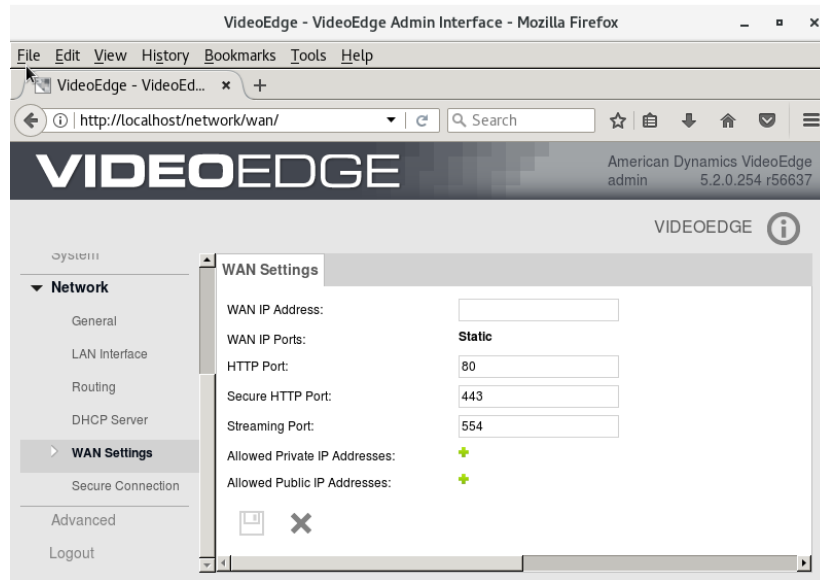 VideoEdge - VideoEdge Admin Interface - Mozilla Firefox
File Edit View History Bookmarks Tools Help
VideoEdge - VideoEd...
http://localhost/network/wan/
Search
VIDEOEDGE
American Dynamics VideoEdge
admin 5.2.0.254 r56637
VIDEOEDGE
System
Network
General
LAN Interface
Routing
DHCP Server
WAN Settings
Secure Connection
Advanced
Logout
WAN Settings
WAN IP Address:
WAN IP Ports: Static
HTTP Port: 80
Secure HTTP Port: 443
Streaming Port: 554
Allowed Private IP Addresses:
Allowed Public IP Addresses: